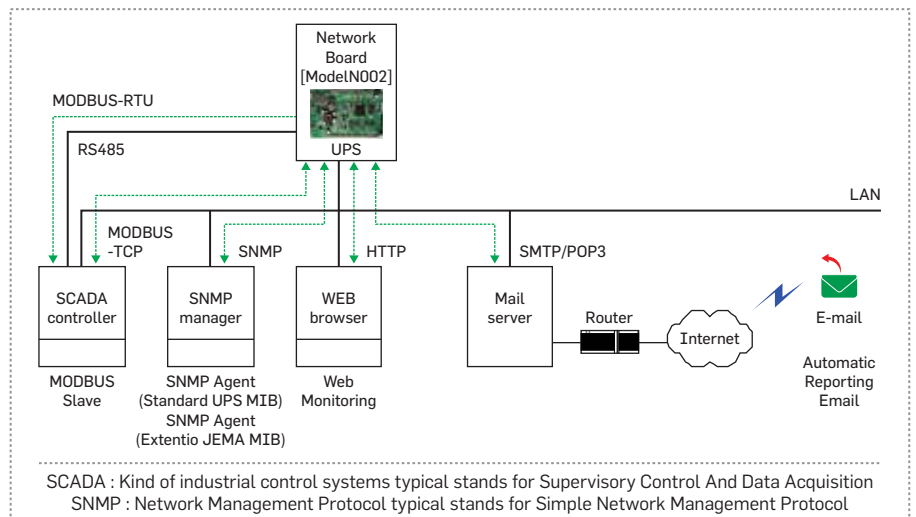 Network
Board
[ModelN002]
UPS
MODBUS-RTU
RS485
LAN
MODBUS
-TCP
SNMP
HTTP
SMTP/POP3
SCADA
controller
SNMP
manager
WEB
browser
Mail
server
Router
Internet
E-mail
MODBUS
Slave
SNMP Agent
(Standard UPS MIB)
SNMP Agent
(Extentio JEMA MIB)
Web
Monitoring
Automatic
Reporting
Email
SCADA : Kind of industrial control systems typical stands for Supervisory Control And Data Acquisition
SNMP : Network Management Protocol typical stands for Simple Network Management Protocol